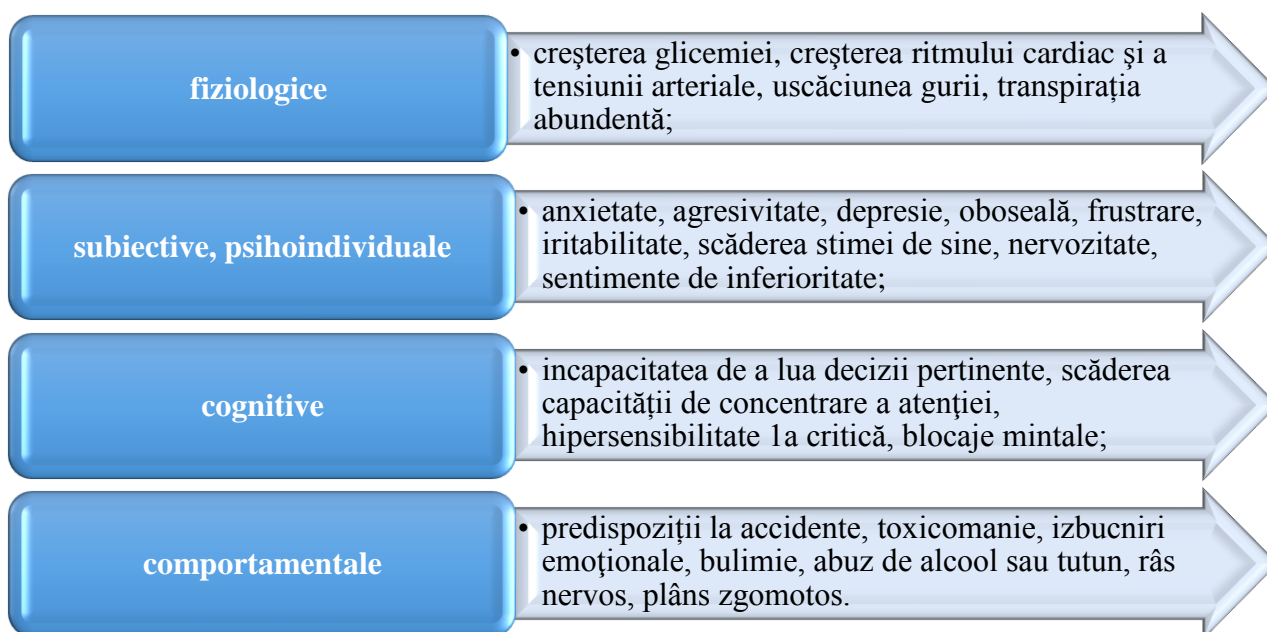 fiziologice
• creşterea glicemiei, creşterea ritmului cardiac şi a
tensiunii arteriale, uscăciunea gurii, transpirația
abundentă;
subiective, psihoindividuale
• anxietate, agresivitate, depresie, oboseală, frustrare,
iritabilitate, scăderea stimei de sine, nervozitate,
sentimente de inferioritate;
cognitive
• incapacitatea de a lua decizii pertinente, scăderea
capacității de concentrare a atenţiei,
hipersensibilitate 1a critică, blocaje mintale;
comportamentale
• predispoziții la accidente, toxicomanie, izbucniri
emoţionale, bulimie, abuz de alcool sau tutun, râs
nervos, plâns zgomotos.